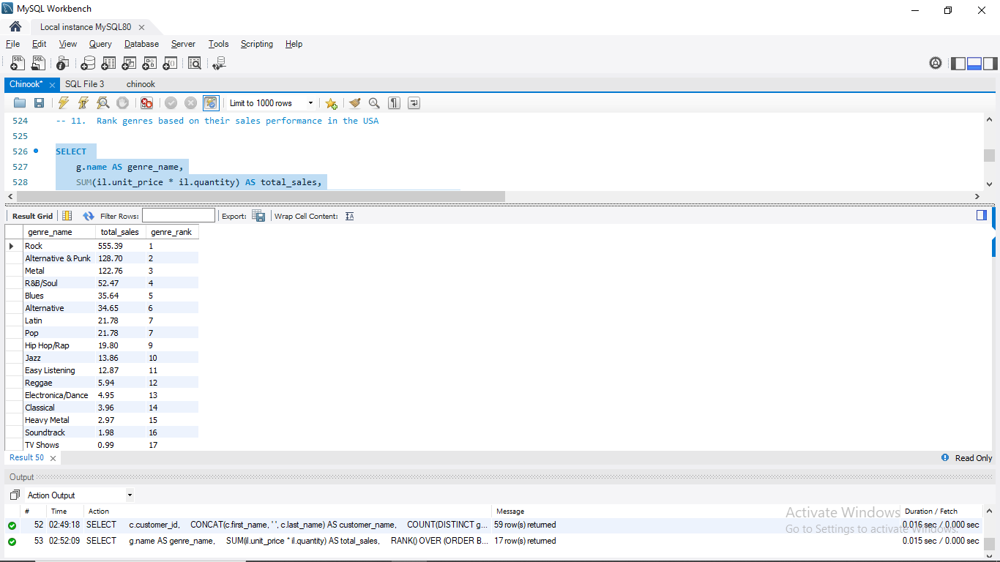 MySQL Workbench
Local instance MySQL80
File Edit View Query Database Server Tools Scripting Help
Chinook* SQL File 3 chinook
Limit to 1000 rows
524 -- 11. Rank genres based on their sales performance in the USA
525
526 SELECT
527 g.name AS genre_name,
528 SUM(il.unit_price * il.quantity) AS total_sales,
Result Grid Filter Rows: Export: Wrap Cell Content:
genre_name total_sales genre_rank
Rock 555.39 1
Alternative & Punk 128.70 2
Metal 122.76 3
R&B/Soul 52.47 4
Blues 35.64 5
Alternative 34.65 6
Latin 21.78 7
Pop 21.78 7
Hip Hop/Rap 19.80 9
Jazz 13.86 10
Easy Listening 12.87 11
Reggae 5.94 12
Electronica/Dance 4.95 13
Classical 3.96 14
Heavy Metal 2.97 15
Soundtrack 1.98 16
TV Shows 0.99 17
Result 50 Read Only
Output
Action Output
# Time Action Message Duration / Fetch
52 02:49:18 SELECT c.customer_id, CONCAT(c.first_name, ' ', c.last_name) AS customer_name, COUNT(DISTINCT g... 59 row(s) returned 0.016 sec / 0.000 sec
53 02:52:09 SELECT g.name AS genre_name, SUM(il.unit_price * il.quantity) AS total_sales, RANK() OVER (ORDER B... 17 row(s) returned 0.015 sec / 0.000 sec
Activate Windows
Go to Settings to activate Windows.